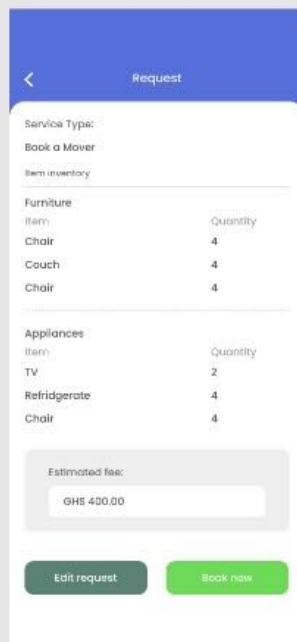 Request
Service Type:
Book a Mover
Item inventory
Furniture
Item Quantity
Chair 4
Couch 4
Chair 4
Appliances
Item Quantity
TV 2
Refridgerate 4
Chair 4
Estimated fee:
GHS 400.00
Edit request Book now